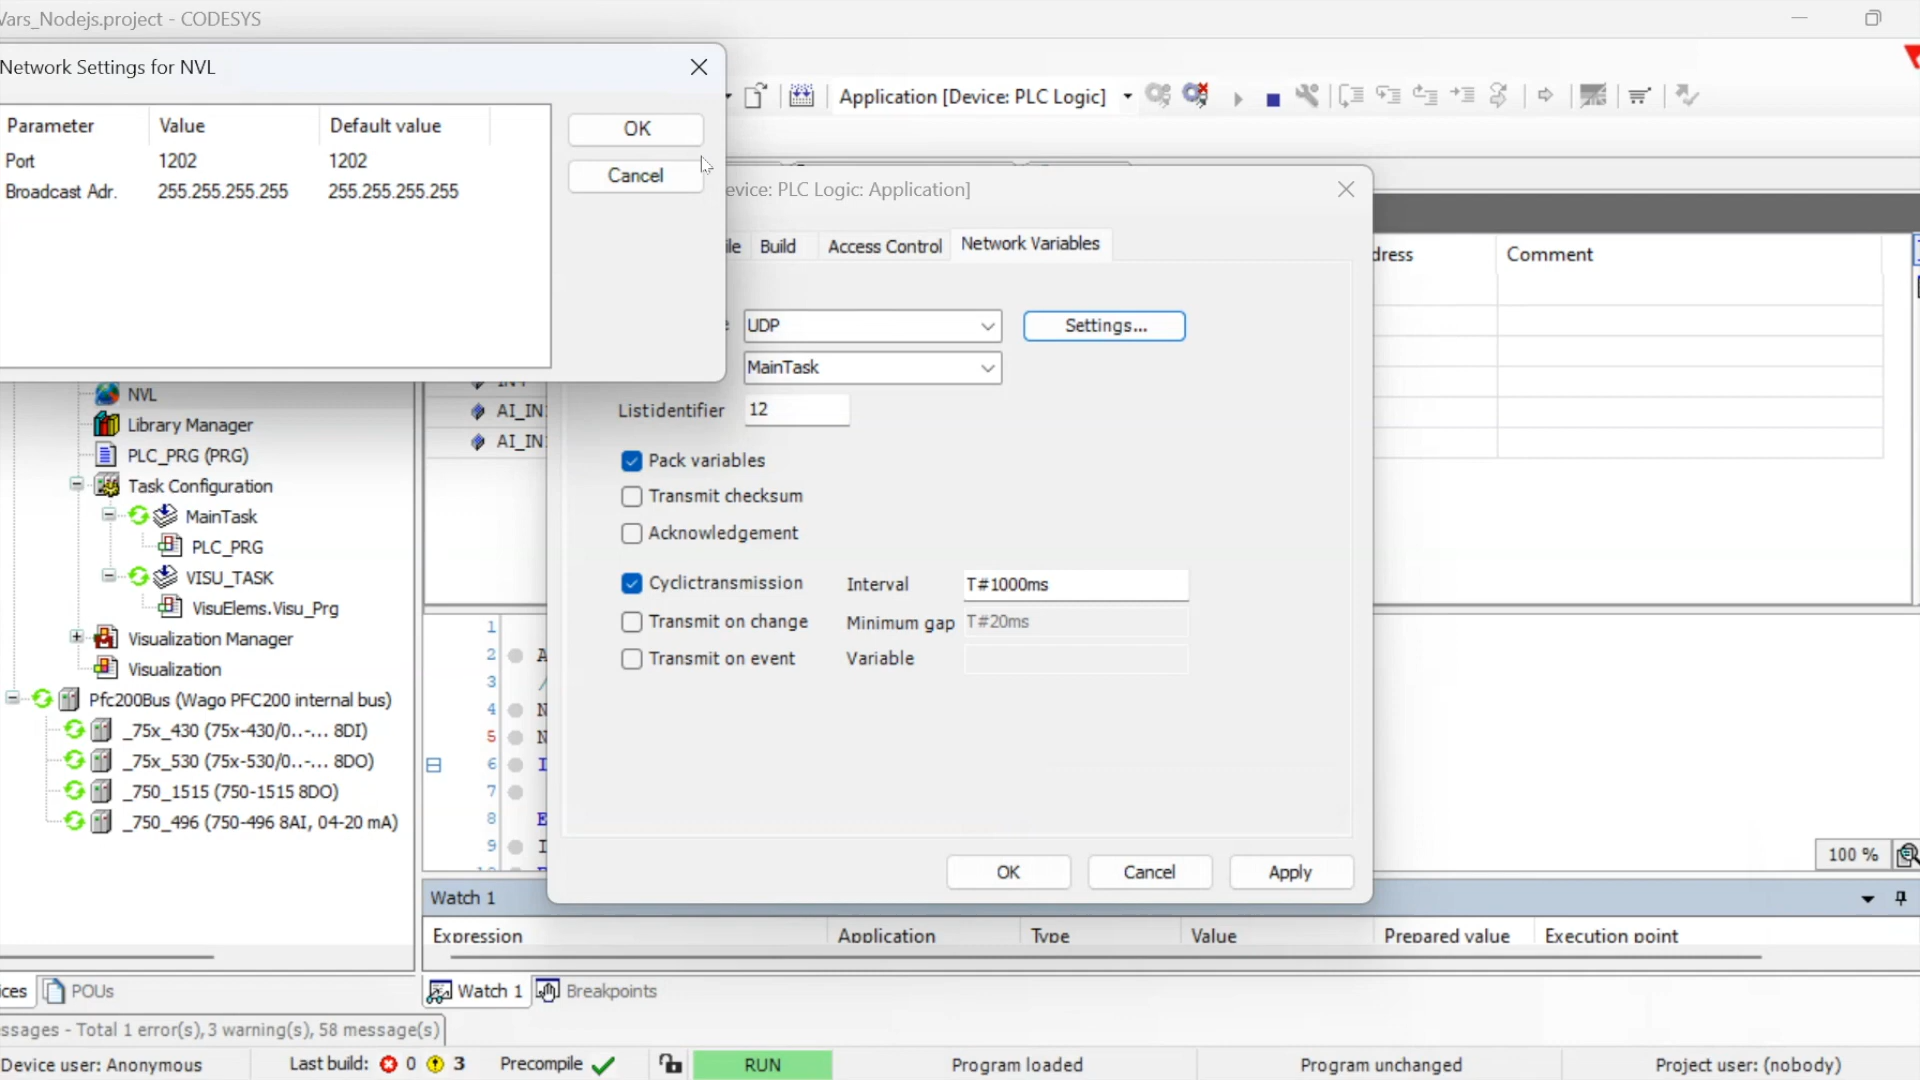 Vars_Nodejs.project - CODESYS
Network Settings for NVL
Application [Device: PLC Logic]
Parameter Value Default value
Port 1202 1202
Broadcast Adr. 255.255.255.255 255.255.255.255
OK
Cancel
evice: PLC Logic: Application]
ile Build Access Control Network Variables
UDP Settings...
MainTask
Listidentifier 12
Pack variables
Transmit checksum
Acknowledgement
Cyclictransmission Interval T#1000ms
Transmit on change Minimum gap T#20ms
Transmit on event Variable
OK Cancel Apply
dress Comment
NVL
Library Manager
PLC_PRG (PRG)
Task Configuration
MainTask
PLC_PRG
VISU_TASK
VisuElems.Visu_Prg
Visualization Manager
Visualization
Pfc200Bus (Wago PFC200 internal bus)
_75x_430 (75x-430/0..-... 8DI)
_75x_530 (75x-530/0..-... 8DO)
_750_1515 (750-1515 8DO)
_750_496 (750-496 8AI, 04-20 mA)
AI_IN
AI_IN
1
2 A
3 /
4 N
5 N
6 I
7
8 E
9 I
100 %
Watch 1
Expression Application Type Value Prepared value Execution point
ices POUs
Watch 1 Breakpoints
ssages - Total 1 error(s), 3 warning(s), 58 message(s)
Device user: Anonymous Last build: 0 3 Precompile RUN Program loaded Program unchanged Project user: (nobody)